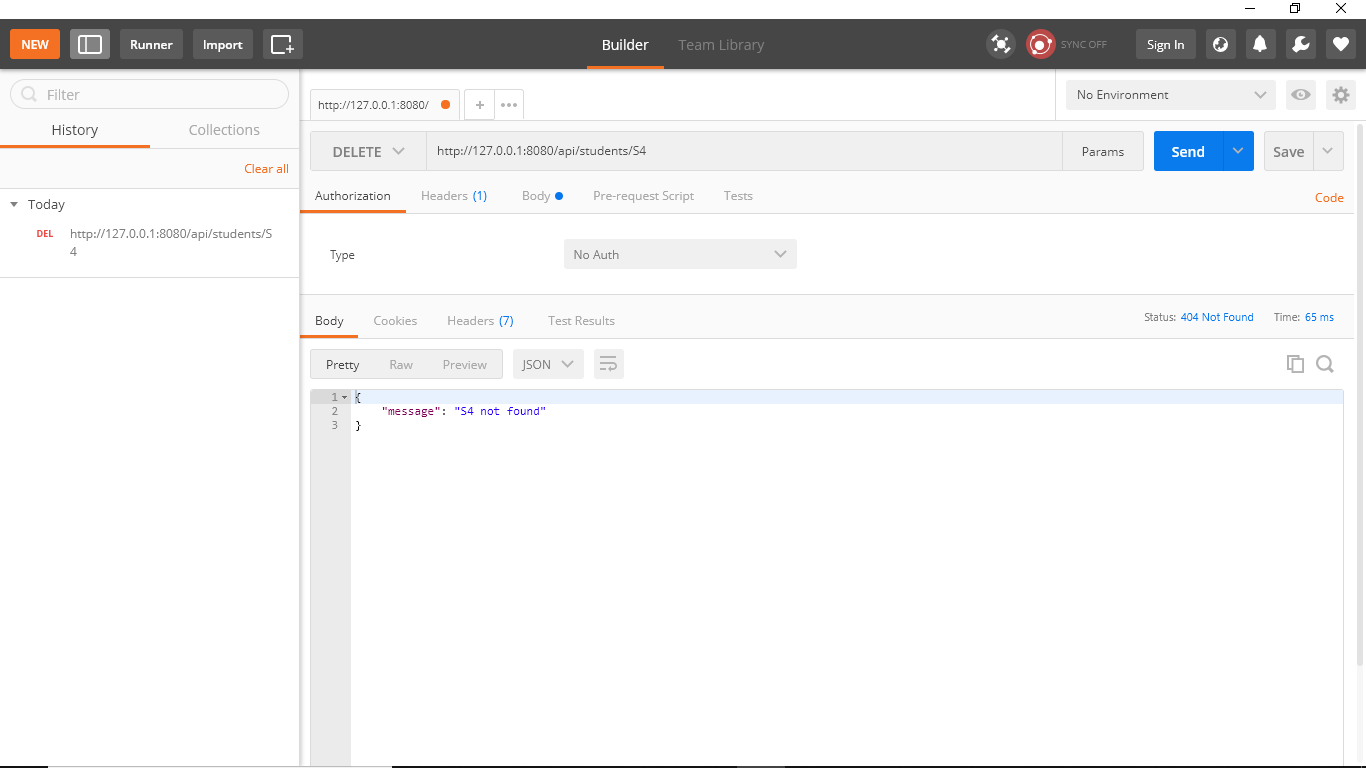 NEW Runner Import Builder Team Library SYNC OFF Sign In
Filter
History Collections
Clear all
Today
DEL http://127.0.0.1:8080/api/students/S
4
http://127.0.0.1:8080/ + ••• No Environment
DELETE http://127.0.0.1:8080/api/students/S4 Params Send Save
Authorization Headers (1) Body Pre-request Script Tests Code
Type No Auth
Body Cookies Headers (7) Test Results Status: 404 Not Found Time: 65 ms
Pretty Raw Preview JSON
1 {
2 "message": "S4 not found"
3 }